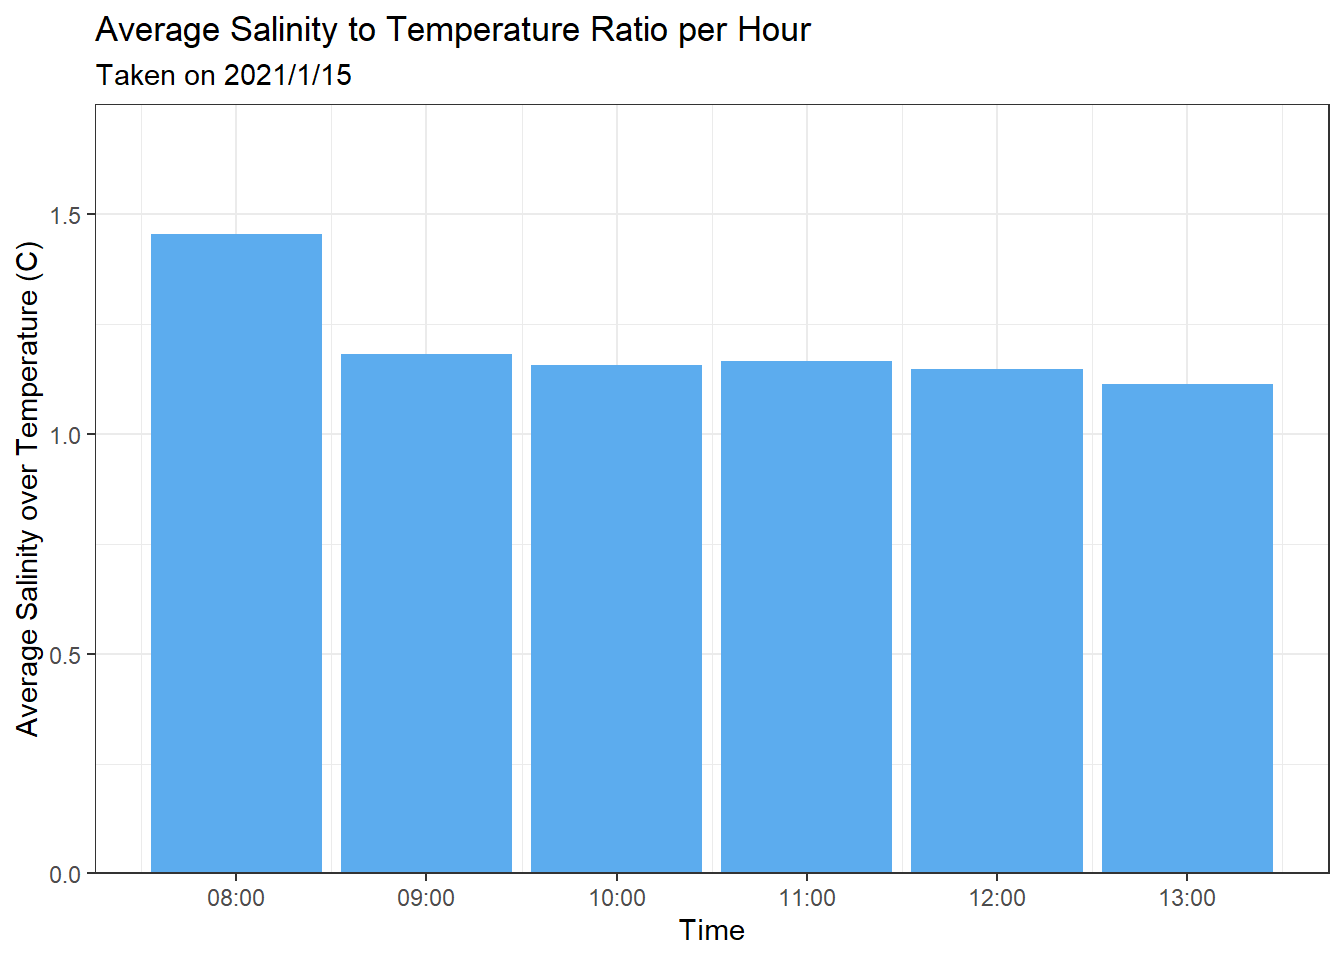 Average Salinity to Temperature Ratio per Hour
Taken on 2021/1/15
Average Salinity over Temperature (C)
1.5
1.0
0.5
0.0
08:00 09:00 10:00 11:00 12:00 13:00
Time